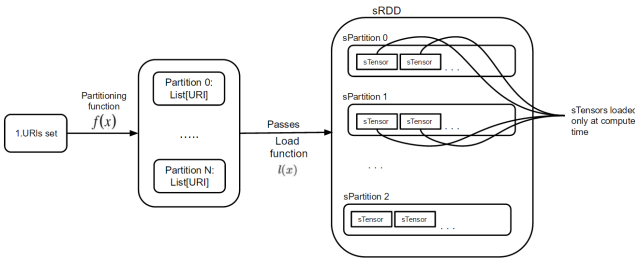 sRDD
sPartition 0
sTensor sTensor . . .
Partition 0:
List[URI]
Partitioning
function
f(x)
1.URIs set
.....
Passes
Load
function
l(x)
sPartition 1
sTensor sTensor . . .
sTensors loaded
only at compute
time
. . .
Partition N:
List[URI]
sPartition 2
sTensor sTensor . . .